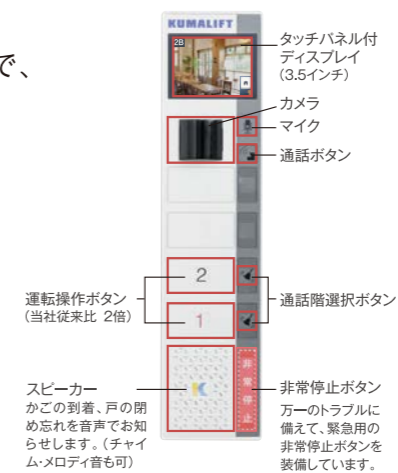 で、
KUMALIFT
2B
タッチパネル付
ディスプレイ
(3.5インチ)
カメラ
マイク
通話ボタン
2
運転操作ボタン
(当社従来比 2倍)
通話階選択ボタン
1
スピーカー
かごの到着、戸の閉
め忘れを音声でお知
らせします。(チャイ
ム・メロディ音も可)
K
非常停止
非常停止ボタン
万一のトラブルに
備えて、緊急用の
非常停止ボタンを
装備しています。